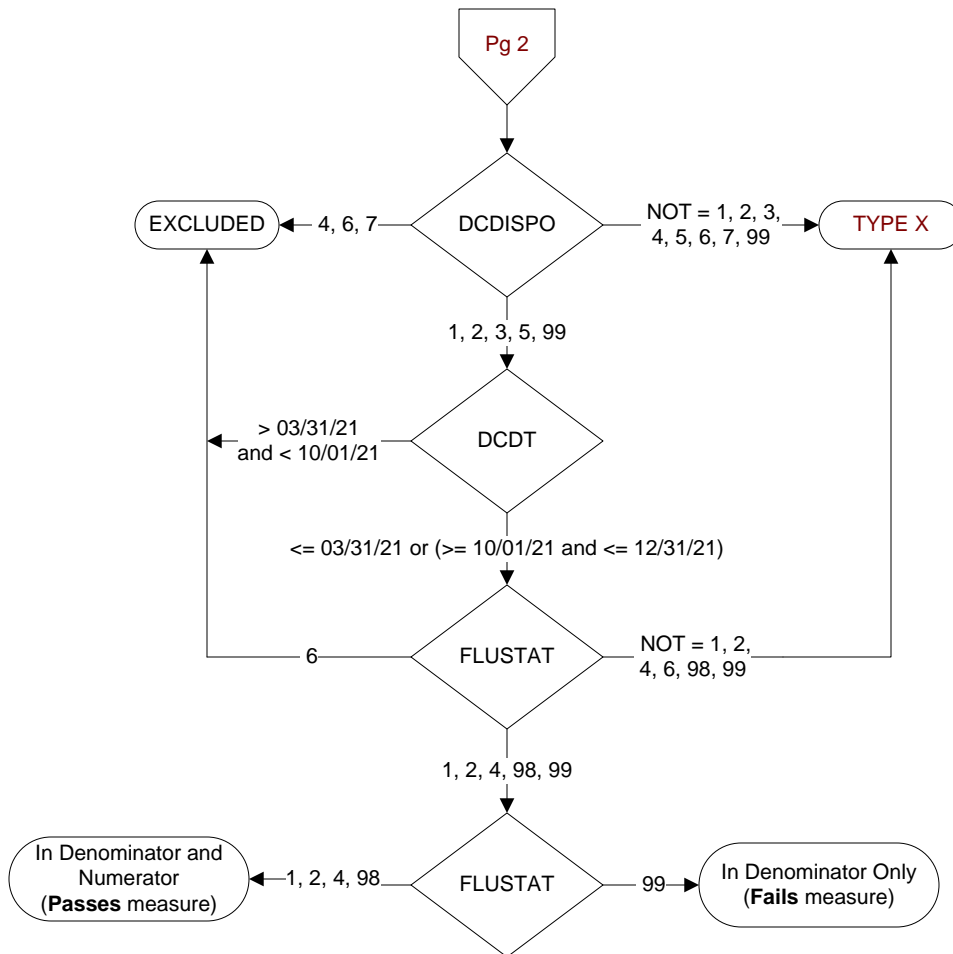 Pg 2
EXCLUDED
4, 6, 7
DCDISPO
NOT = 1, 2, 3,
4, 5, 6, 7, 99
TYPE X
1, 2, 3, 5, 99
> 03/31/21
and < 10/01/21
DCDT
<= 03/31/21 or (>= 10/01/21 and <= 12/31/21)
6
FLUSTAT
NOT = 1, 2,
4, 6, 98, 99
1, 2, 4, 98, 99
In Denominator and
Numerator
(Passes measure)
1, 2, 4, 98
FLUSTAT
99
In Denominator Only
(Fails measure)